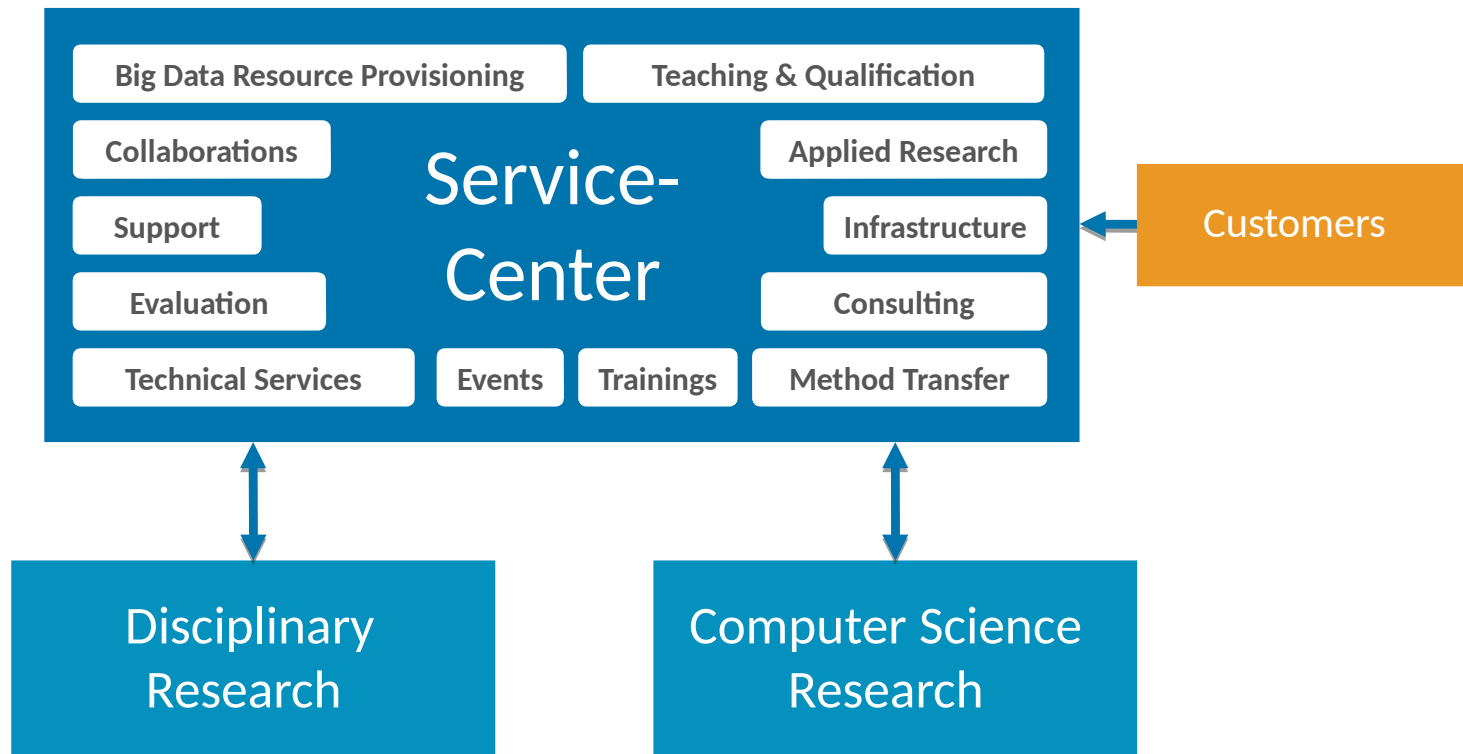 Big Data Resource Provisioning
Teaching & Qualification
Collaborations
Applied Research
Service-
Center
Support
Infrastructure
Customers
Evaluation
Consulting
Technical Services
Events
Trainings
Method Transfer
Disciplinary
Research
Computer Science
Research